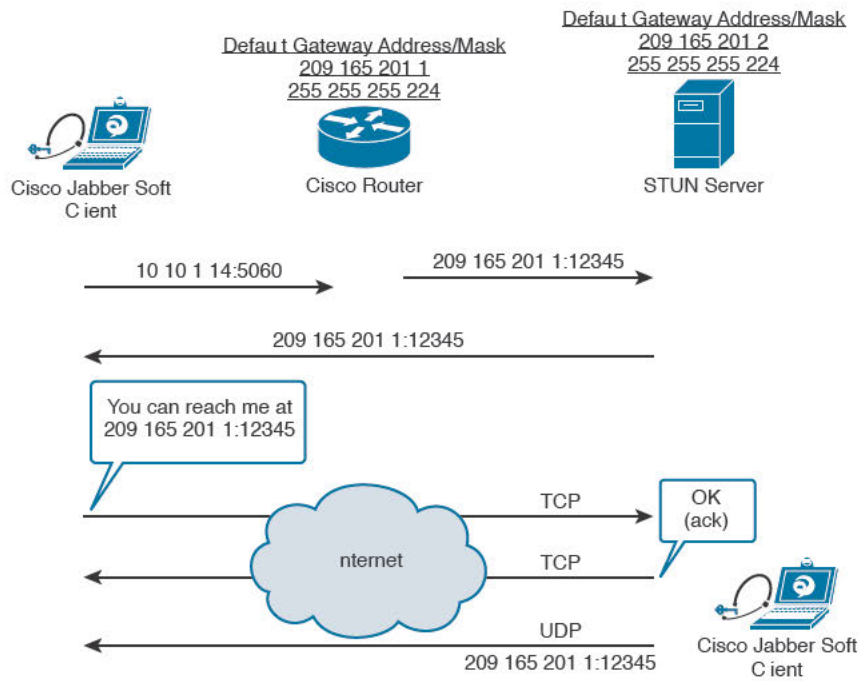 Defau t Gateway Address/Mask
209 165 201 1
255 255 255 224
Defau t Gateway Address/Mask
209 165 201 2
255 255 255 224
Cisco Jabber Soft
C ient
Cisco Router
STUN Server
10 10 1 14:5060
209 165 201 1:12345
209 165 201 1:12345
You can reach me at
209 165 201 1:12345
TCP
OK
(ack)
nternet
TCP
UDP
209 165 201 1:12345
Cisco Jabber Soft
C ient